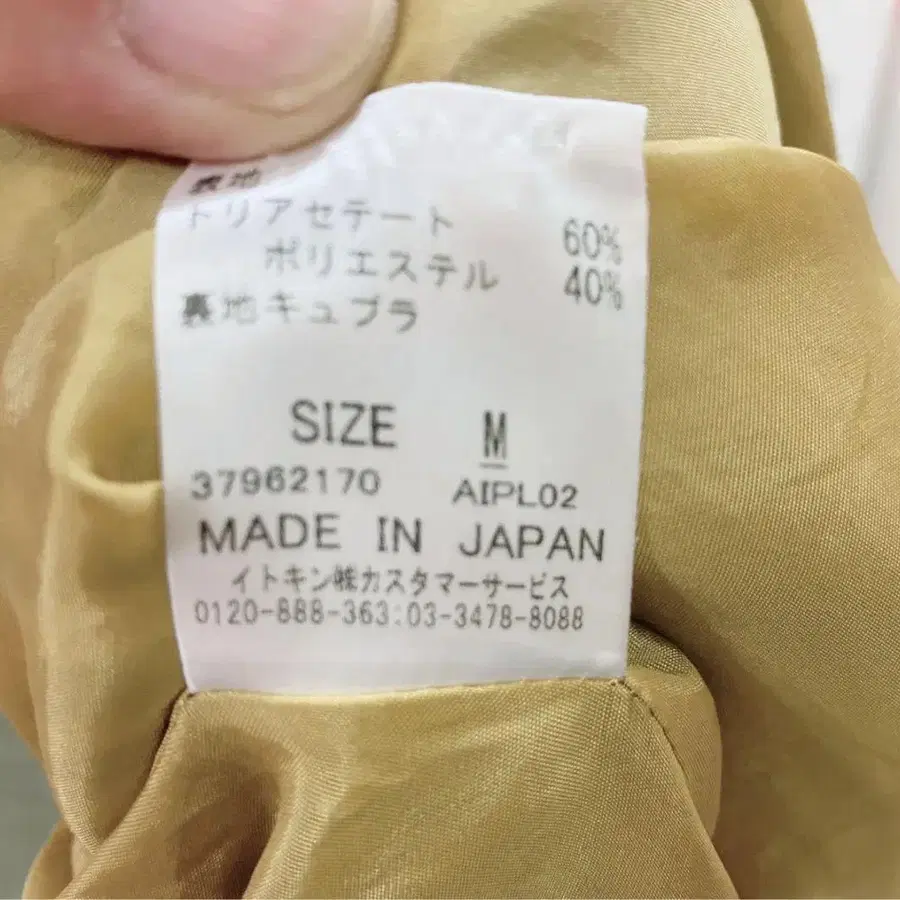 表地
トリアセテート 60%
ポリエステル 40%
裏地キュプラ
SIZE M
37962170 AIPL02
MADE IN JAPAN
イトキン㈱カスタマーサービス
0120-888-363:03-3478-8088